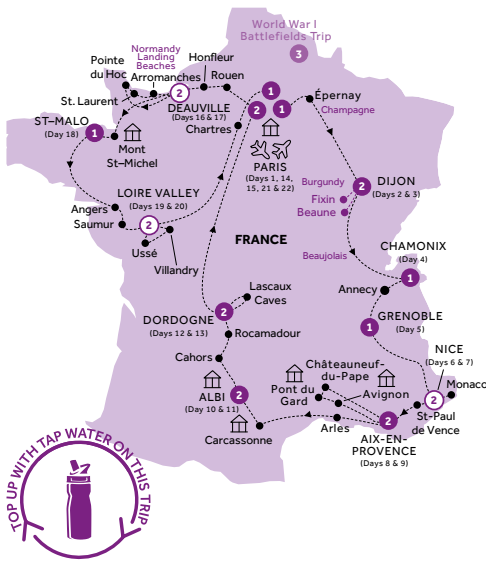 World War I
Battlefields Trip
3
Normandy
Landing
Beaches
Honfleur
Pointe
du Hoc
Arromanches
Rouen
St. Laurent
2
DEAUVILLE
(Days 16 & 17)
1
2
1
Épernay
Champagne
ST–MALO
(Day 18)
1
Mont
St–Michel
Chartres
PARIS
(Days 1, 14,
15, 21 & 22)
LOIRE VALLEY
(Days 19 & 20)
2
Angers
Saumur
Ussé
Villandry
Burgundy
2
DIJON
(Days 2 & 3)
Fixin
Beaune
FRANCE
Beaujolais
CHAMONIX
(Day 4)
1
Annecy
GRENOBLE
(Day 5)
1
Lascaux
Caves
2
DORDOGNE
(Days 12 & 13)
Rocamadour
Cahors
NICE
(Days 6 & 7)
2
Monaco
St–Paul
de Vence
Châteauneuf-
du-Pape
Pont du
Gard
Avignon
ALBI
(Day 10 & 11)
2
Carcassonne
Arles
2
AIX-EN-
PROVENCE
(Days 8 & 9)
TOP UP WITH TAP WATER ON THIS TRIP